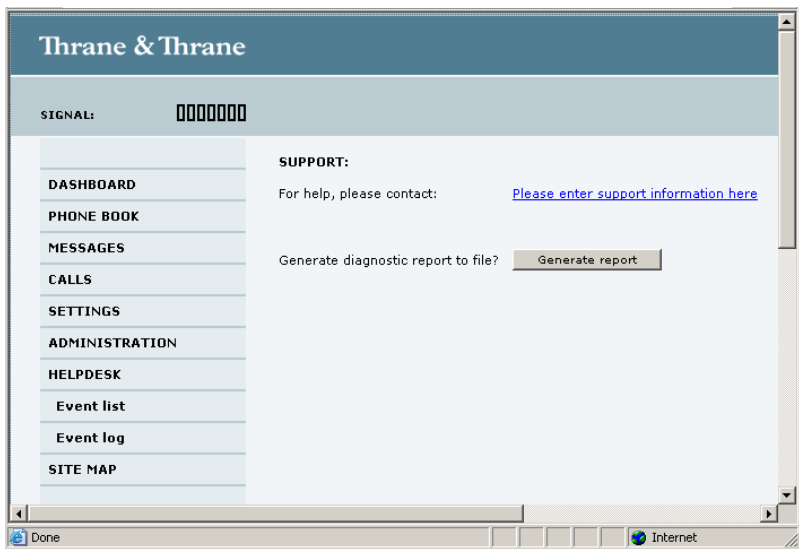 Thrane & Thrane
SIGNAL:
SUPPORT:
For help, please contact: Please enter support information here
Generate diagnostic report to file? Generate report
DASHBOARD
PHONE BOOK
MESSAGES
CALLS
SETTINGS
ADMINISTRATION
HELPDESK
Event list
Event log
SITE MAP
Done
Internet